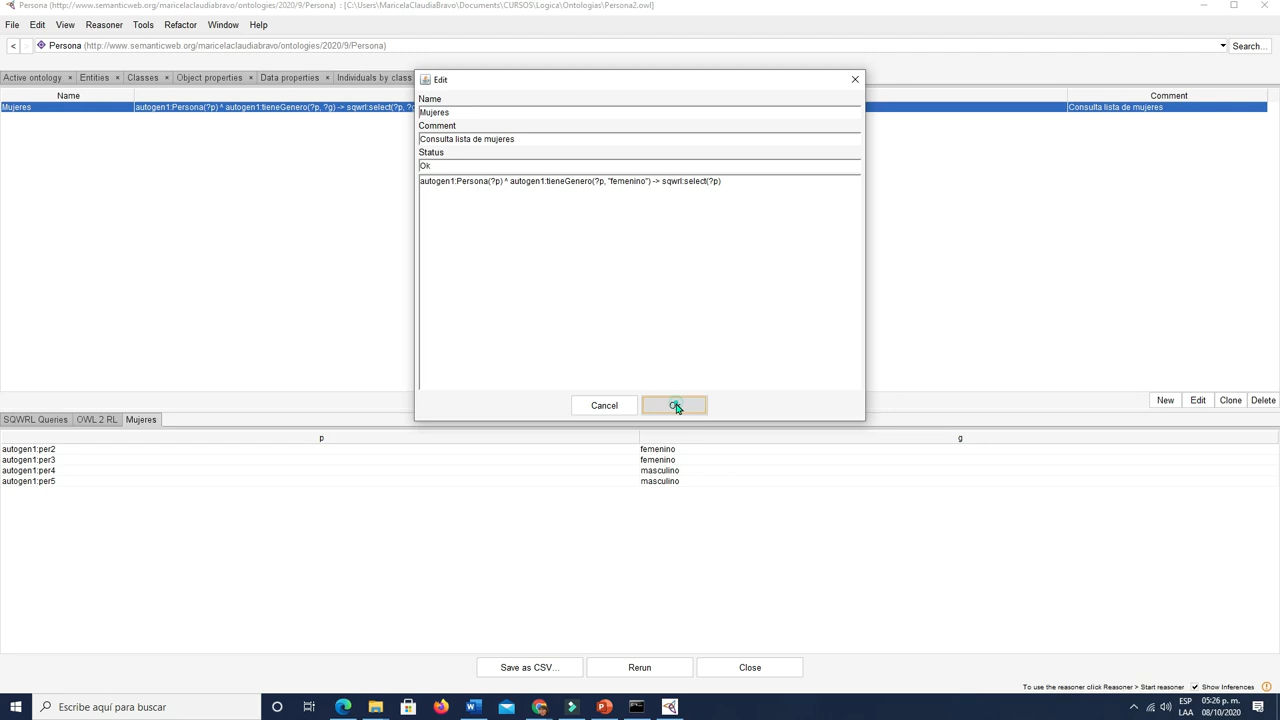 Persona (http://www.semanticweb.org/maricelaclaudiabravo/ontologies/2020/9/Persona) : [C:\Users\MaricelaClaudiaBravo\Documents\CURSOS\Logica\Ontologias\Persona2.owl]
File Edit View Reasoner Tools Refactor Window Help
< > Persona (http://www.semanticweb.org/maricelaclaudiabravo/ontologies/2020/9/Persona) Search...
Active ontology × Entities × Classes × Object properties × Data properties × Individuals by class
Name Comment
Mujeres autogen1:Persona(?p) ^ autogen1:tieneGenero(?p, ?g) -> sqwrl:select(?p, ?g Consulta lista de mujeres
Edit
Name
Mujeres
Comment
Consulta lista de mujeres
Status
Ok
autogen1:Persona(?p) ^ autogen1:tieneGenero(?p, "femenino") -> sqwrl:select(?p)
Cancel Ok
New Edit Clone Delete
SQWRL Queries OWL 2 RL Mujeres
p g
autogen1:per2 femenino
autogen1:per3 femenino
autogen1:per4 masculino
autogen1:per5 masculino
Save as CSV... Rerun Close
To use the reasoner click Reasoner > Start reasoner Show Inferences
Espe aquí para buscar
ESP 05:26 p. m.
LAA 08/10/2020